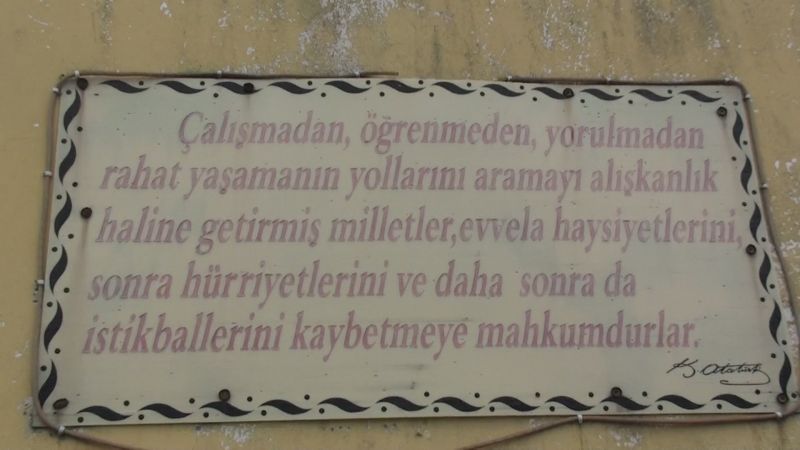 Çalışmadan, öğrenmeden, yorulmadan
rahat yaşamanın yollarını aramayı alışkanlık
haline getirmiş milletler,evvela haysiyetlerini,
sonra hürriyetlerini ve daha sonra da
istikballerini kaybetmeye mahkumdurlar.
K. Atatürk